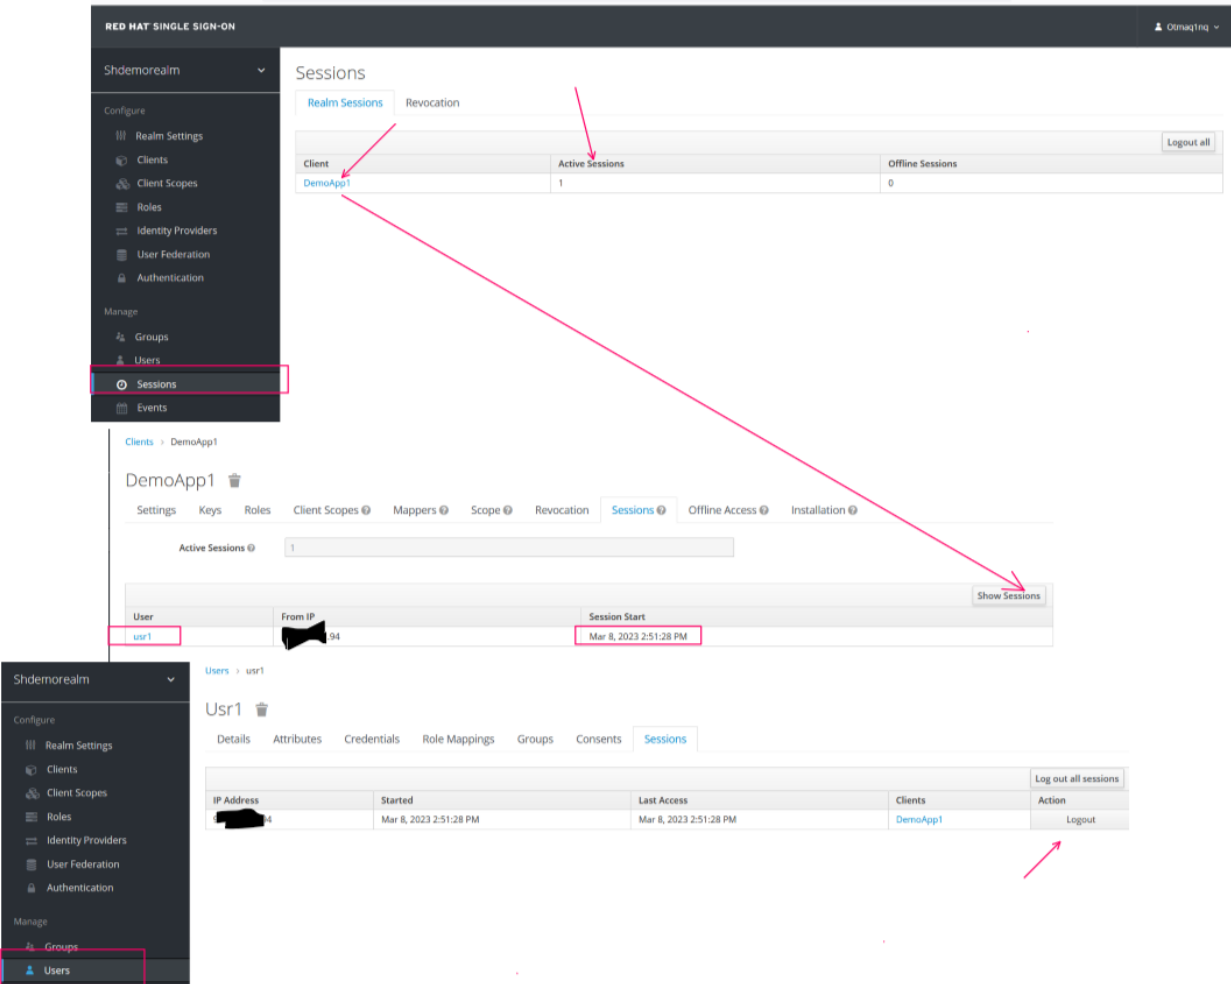 RED HAT SINGLE SIGN-ON
Otmaq1nq
Shdemorealm
Sessions
Realm Sessions Revocation
Configure
Realm Settings
Clients
Client Scopes
Roles
Identity Providers
User Federation
Authentication
Manage
Groups
Users
Sessions
Events
Logout all
Client Active Sessions Offline Sessions
DemoApp1 1 0
Clients > DemoApp1
DemoApp1
Settings Keys Roles Client Scopes Mappers Scope Revocation Sessions Offline Access Installation
Active Sessions 1
Show Sessions
User From IP Session Start
usr1 .94 Mar 8, 2023 2:51:28 PM
Shdemorealm
Configure
Realm Settings
Clients
Client Scopes
Roles
Identity Providers
User Federation
Authentication
Manage
Groups
Users
Users > usr1
Usr1
Details Attributes Credentials Role Mappings Groups Consents Sessions
Log out all sessions
IP Address Started Last Access Clients Action
Mar 8, 2023 2:51:28 PM Mar 8, 2023 2:51:28 PM DemoApp1 Logout